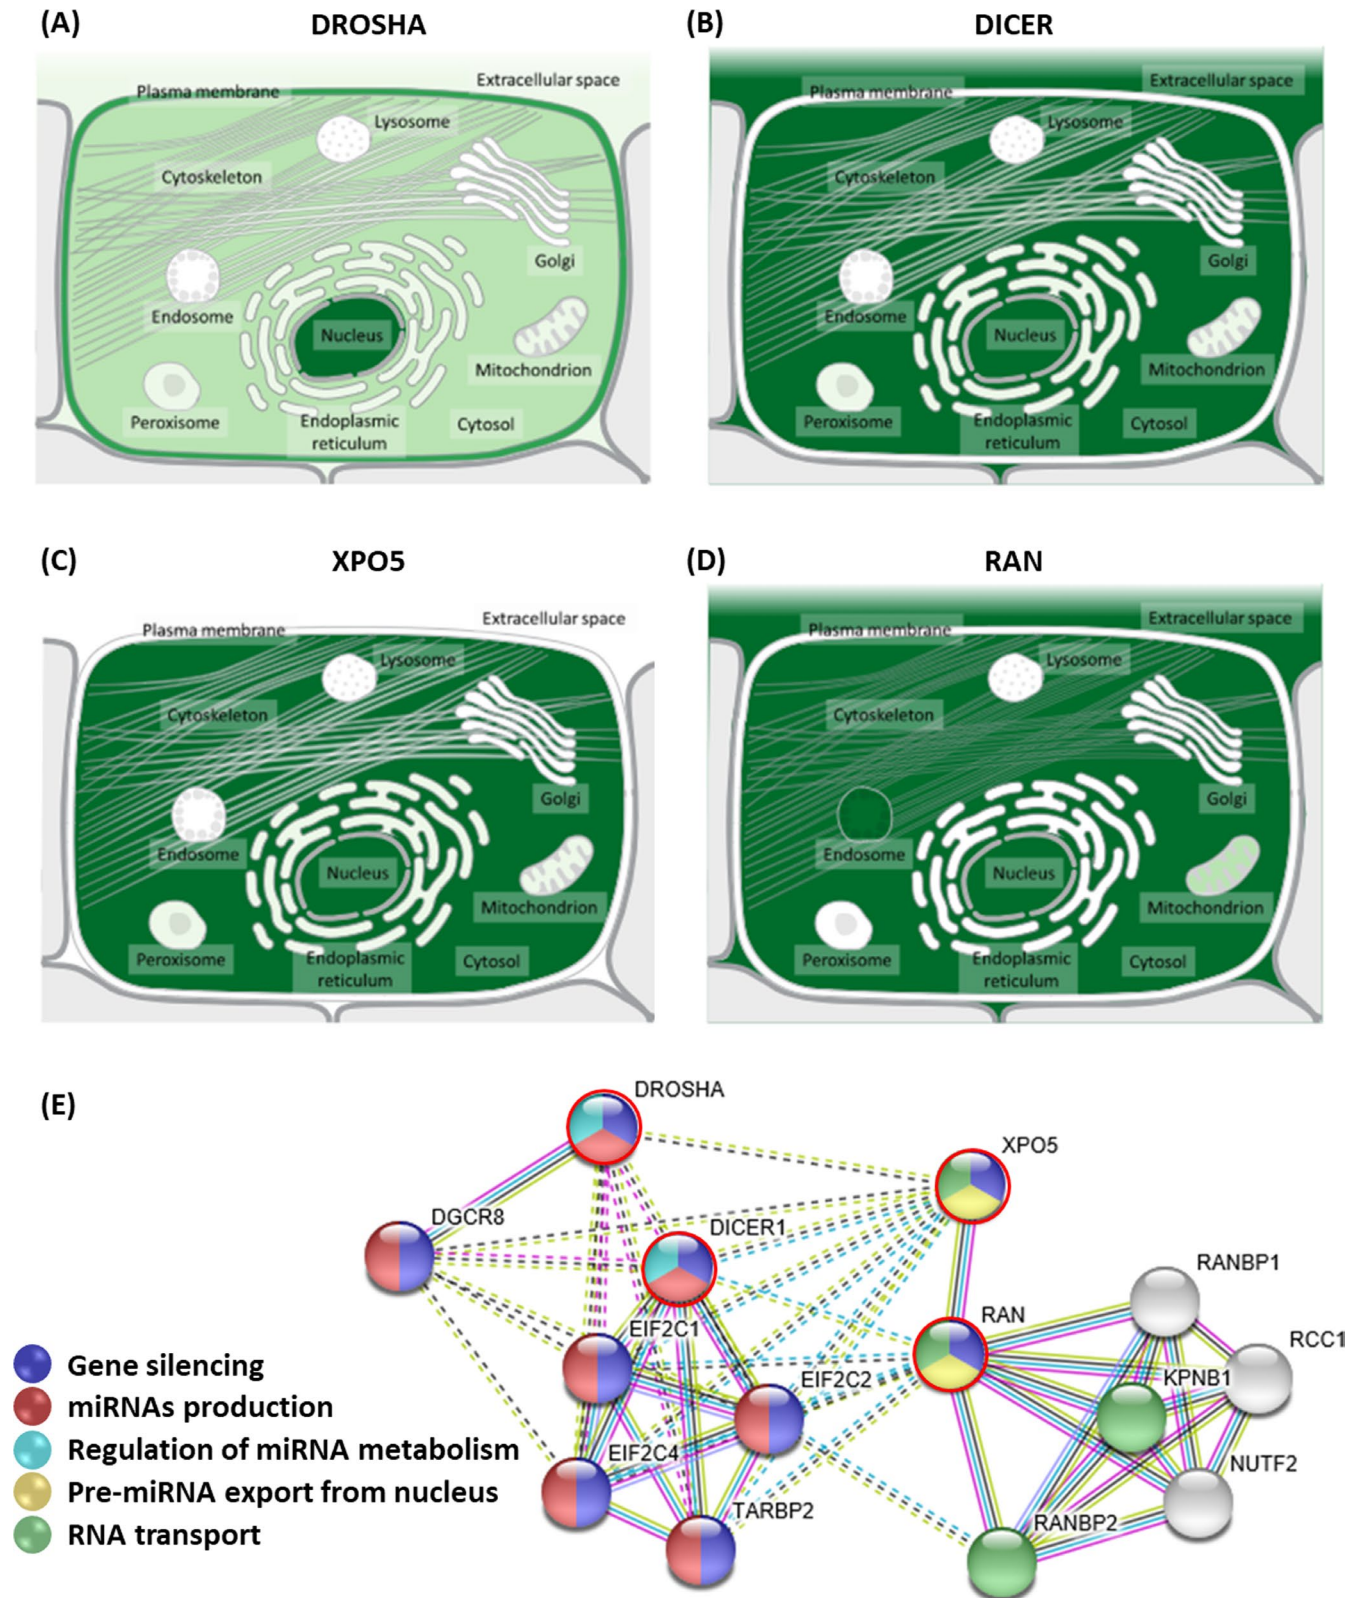 (A)
DROSHA
Plasma membrane
Extracellular space
Lysosome
Cytoskeleton
Golgi
Endosome
Nucleus
Mitochondrion
Peroxisome
Endoplasmic
reticulum
Cytosol
(B)
DICER
Plasma membrane
Extracellular space
Lysosome
Cytoskeleton
Golgi
Endosome
Nucleus
Mitochondrion
Peroxisome
Endoplasmic
reticulum
Cytosol
(C)
XPO5
Plasma membrane
Extracellular space
Lysosome
Cytoskeleton
Golgi
Endosome
Nucleus
Mitochondrion
Peroxisome
Endoplasmic
reticulum
Cytosol
(D)
RAN
Plasma membrane
Extracellular space
Lysosome
Cytoskeleton
Golgi
Endosome
Nucleus
Mitochondrion
Peroxisome
Endoplasmic
reticulum
Cytosol
(E)
DROSHA
XPO5
DGCR8
DICER1
RANBP1
RAN
EIF2C1
RCC1
EIF2C2
KPNB1
EIF2C4
NUTF2
TARBP2
RANBP2
Gene silencing
miRNAs production
Regulation of miRNA metabolism
Pre-miRNA export from nucleus
RNA transport